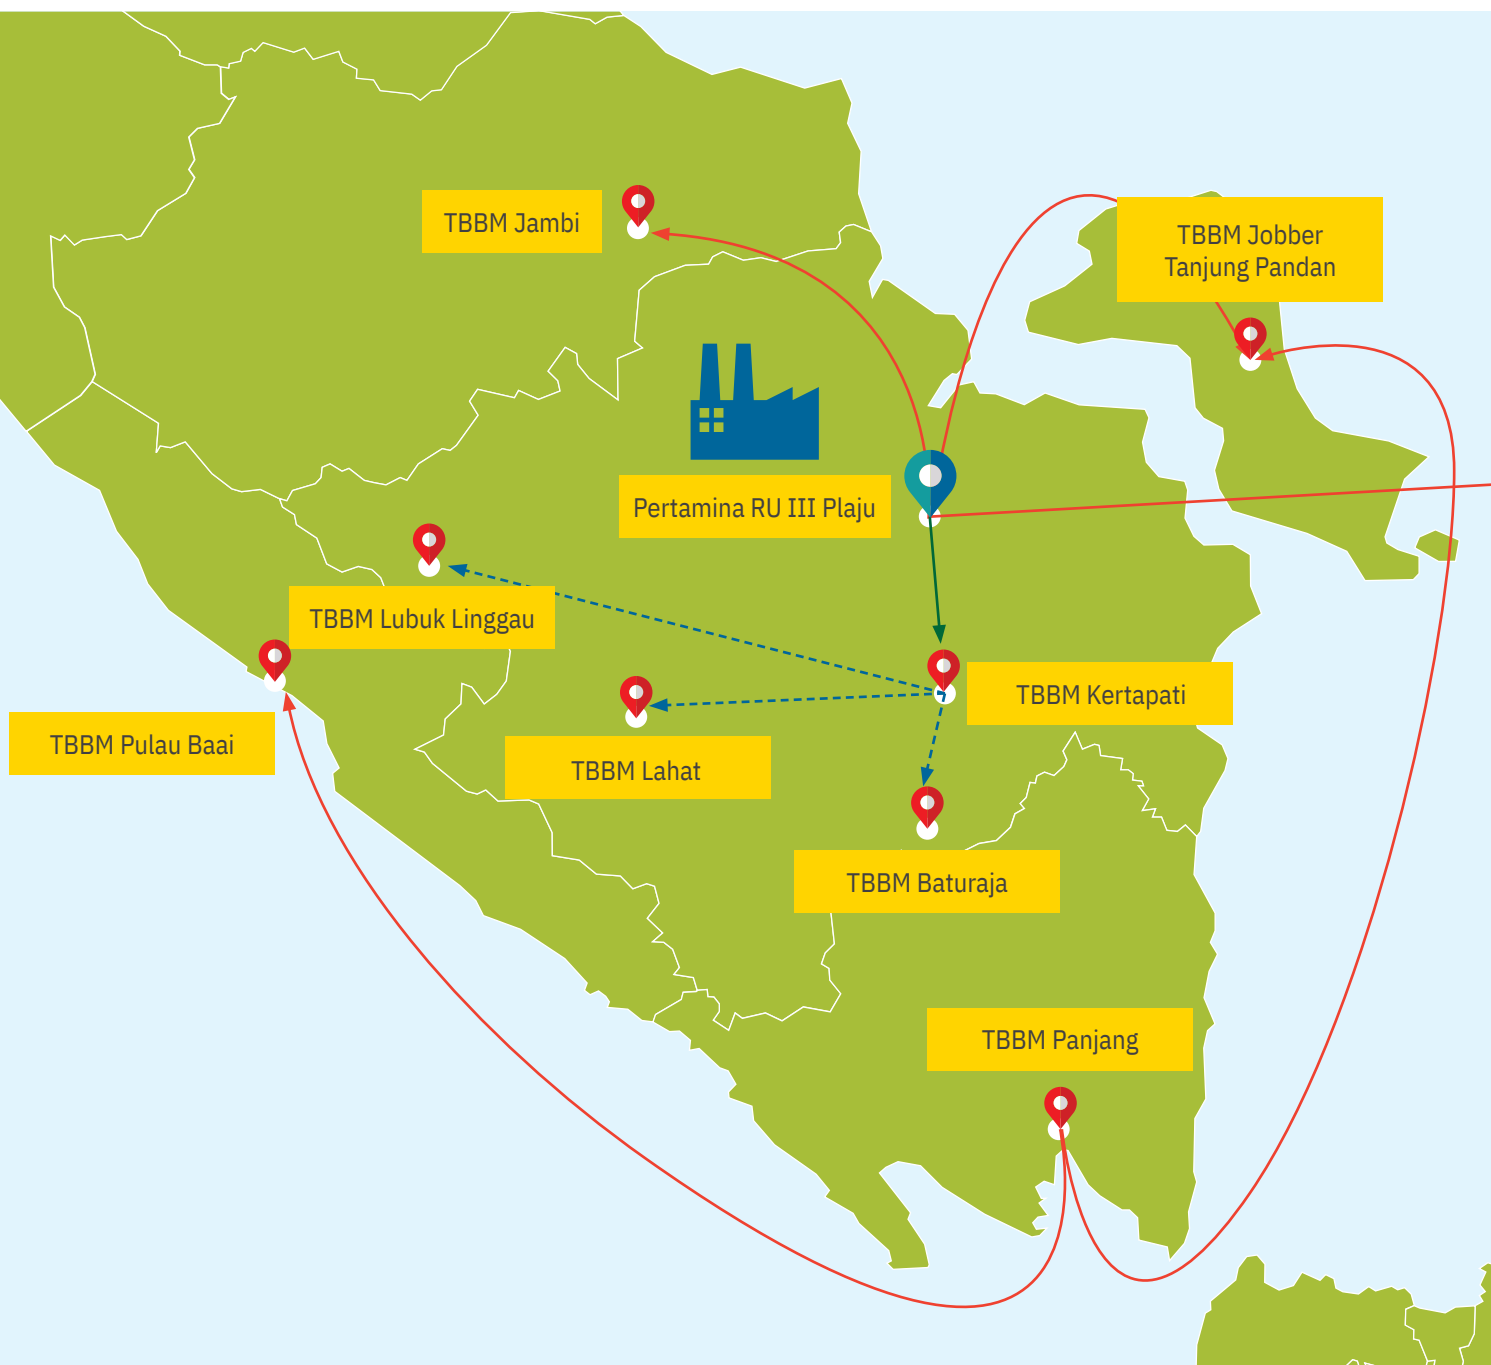 TBBM Jambi
TBBM Jobber
Tanjung Pandan
Pertamina RU III Plaju
TBBM Lubuk Linggau
TBBM Kertapati
TBBM Pulau Baai
TBBM Lahat
TBBM Baturaja
TBBM Panjang